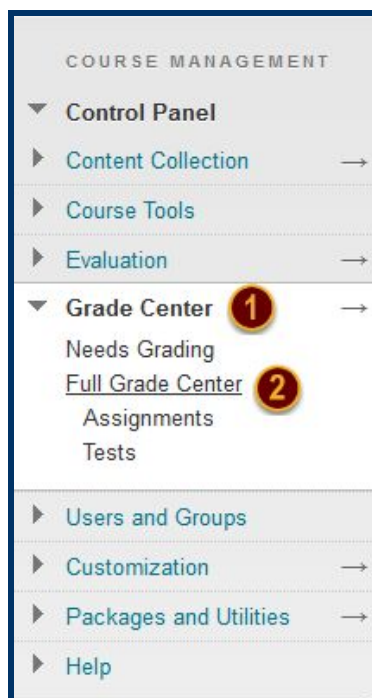 COURSE MANAGEMENT
Control Panel
Content Collection
Course Tools
Evaluation
Grade Center 1
Needs Grading
Full Grade Center 2
Assignments
Tests
Users and Groups
Customization
Packages and Utilities
Help